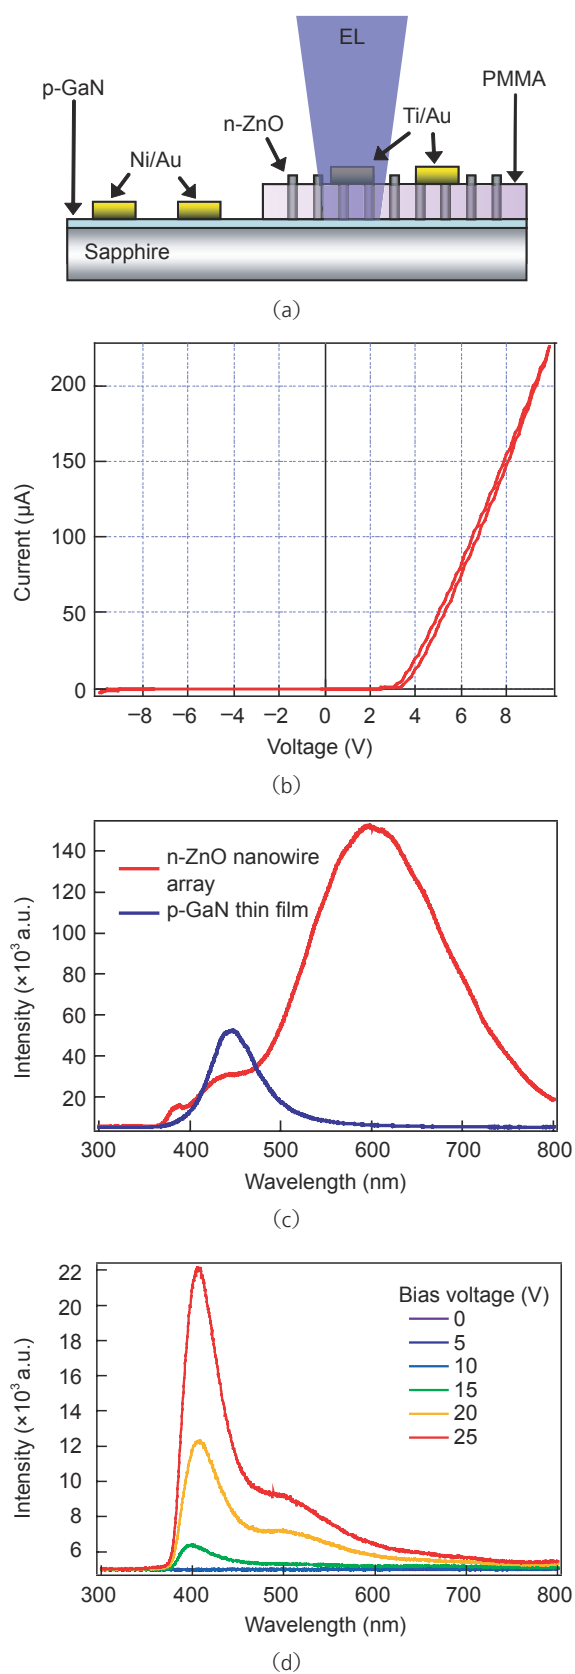 EL
p-GaN
PMMA
n-ZnO
Ti/Au
Ni/Au
Sapphire
(a)
200
150
100
50
0
Current (μA)
−8 −6 −4 −2 0 2 4 6 8
Voltage (V)
(b)
140
120
100
80
60
40
20
Intensity (×10³ a.u.)
n-ZnO nanowire
array
p-GaN thin film
300 400 500 600 700 800
Wavelength (nm)
(c)
22
20
18
16
14
12
10
8
6
Intensity (×10³ a.u.)
Bias voltage (V)
0
5
10
15
20
25
300 400 500 600 700 800
Wavelength (nm)
(d)